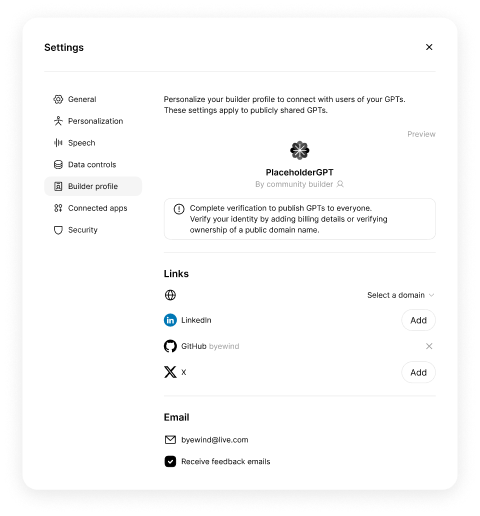 Settings
General
Personalization
Speech
Data controls
Builder profile
Connected apps
Security
Personalize your builder profile to connect with users of your GPTs.
These settings apply to publicly shared GPTs.
Preview
PlaceholderGPT
By community builder
Complete verification to publish GPTs to everyone.
Verify your identity by adding billing details or verifying
ownership of a public domain name.
Links
Select a domain
in LinkedIn Add
GitHub byewind
X Add
Email
byewind@live.com
Receive feedback emails